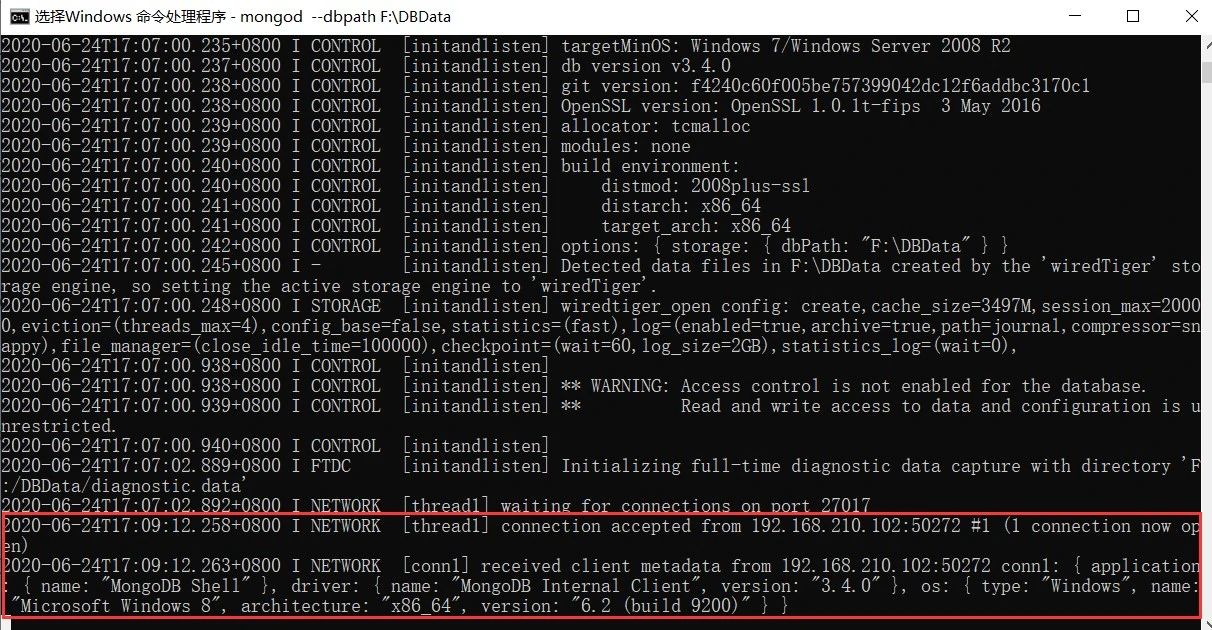 选择Windows 命令处理程序 - mongod  --dbpath F:\DBData
2020-06-24T17:07:00.235+0800 I CONTROL  [initandlisten] targetMinOS: Windows 7/Windows Server 2008 R2
2020-06-24T17:07:00.237+0800 I CONTROL  [initandlisten] db version v3.4.0
2020-06-24T17:07:00.238+0800 I CONTROL  [initandlisten] git version: f4240c60f005be757399042dc12f6addbc3170c1
2020-06-24T17:07:00.238+0800 I CONTROL  [initandlisten] OpenSSL version: OpenSSL 1.0.1t-fips  3 May 2016
2020-06-24T17:07:00.239+0800 I CONTROL  [initandlisten] allocator: tcmalloc
2020-06-24T17:07:00.239+0800 I CONTROL  [initandlisten] modules: none
2020-06-24T17:07:00.240+0800 I CONTROL  [initandlisten] build environment:
2020-06-24T17:07:00.240+0800 I CONTROL  [initandlisten]     distmod: 2008plus-ssl
2020-06-24T17:07:00.241+0800 I CONTROL  [initandlisten]     distarch: x86_64
2020-06-24T17:07:00.241+0800 I CONTROL  [initandlisten]     target_arch: x86_64
2020-06-24T17:07:00.242+0800 I CONTROL  [initandlisten] options: { storage: { dbPath: "F:\DBData" } }
2020-06-24T17:07:00.245+0800 I -        [initandlisten] Detected data files in F:\DBData created by the 'wiredTiger' sto
rage engine, so setting the active storage engine to 'wiredTiger'.
2020-06-24T17:07:00.248+0800 I STORAGE  [initandlisten] wiredtiger_open config: create,cache_size=3497M,session_max=2000
0,eviction=(threads_max=4),config_base=false,statistics=(fast),log=(enabled=true,archive=true,path=journal,compressor=sn
appy),file_manager=(close_idle_time=100000),checkpoint=(wait=60,log_size=2GB),statistics_log=(wait=0),
2020-06-24T17:07:00.938+0800 I CONTROL  [initandlisten]
2020-06-24T17:07:00.938+0800 I CONTROL  [initandlisten] ** WARNING: Access control is not enabled for the database.
2020-06-24T17:07:00.939+0800 I CONTROL  [initandlisten] **          Read and write access to data and configuration is u
nrestricted.
2020-06-24T17:07:00.940+0800 I CONTROL  [initandlisten]
2020-06-24T17:07:02.889+0800 I FTDC     [initandlisten] Initializing full-time diagnostic data capture with directory 'F
:/DBData/diagnostic.data'
2020-06-24T17:07:02.892+0800 I NETWORK  [thread1] waiting for connections on port 27017
2020-06-24T17:09:12.258+0800 I NETWORK  [thread1] connection accepted from 192.168.210.102:50272 #1 (1 connection now op
en)
2020-06-24T17:09:12.263+0800 I NETWORK  [conn1] received client metadata from 192.168.210.102:50272 conn1: { application
: { name: "MongoDB Shell" }, driver: { name: "MongoDB Internal Client", version: "3.4.0" }, os: { type: "Windows", name:
 "Microsoft Windows 8", architecture: "x86_64", version: "6.2 (build 9200)" } }